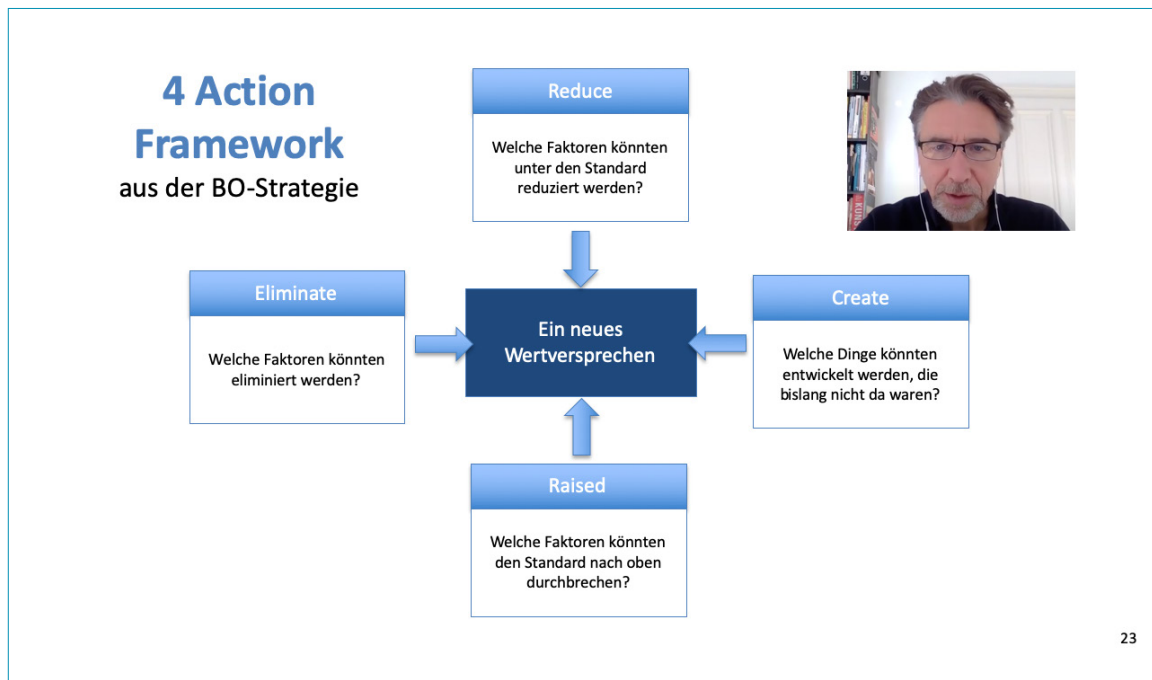 4 Action
Framework
aus der BO-Strategie
Reduce
Welche Faktoren könnten
unter den Standard
reduziert werden?
Eliminate
Welche Faktoren könnten
eliminiert werden?
Ein neues
Wertversprechen
Create
Welche Dinge könnten
entwickelt werden, die
bislang nicht da waren?
Raised
Welche Faktoren könnten
den Standard nach oben
durchbrechen?
KUNS
23